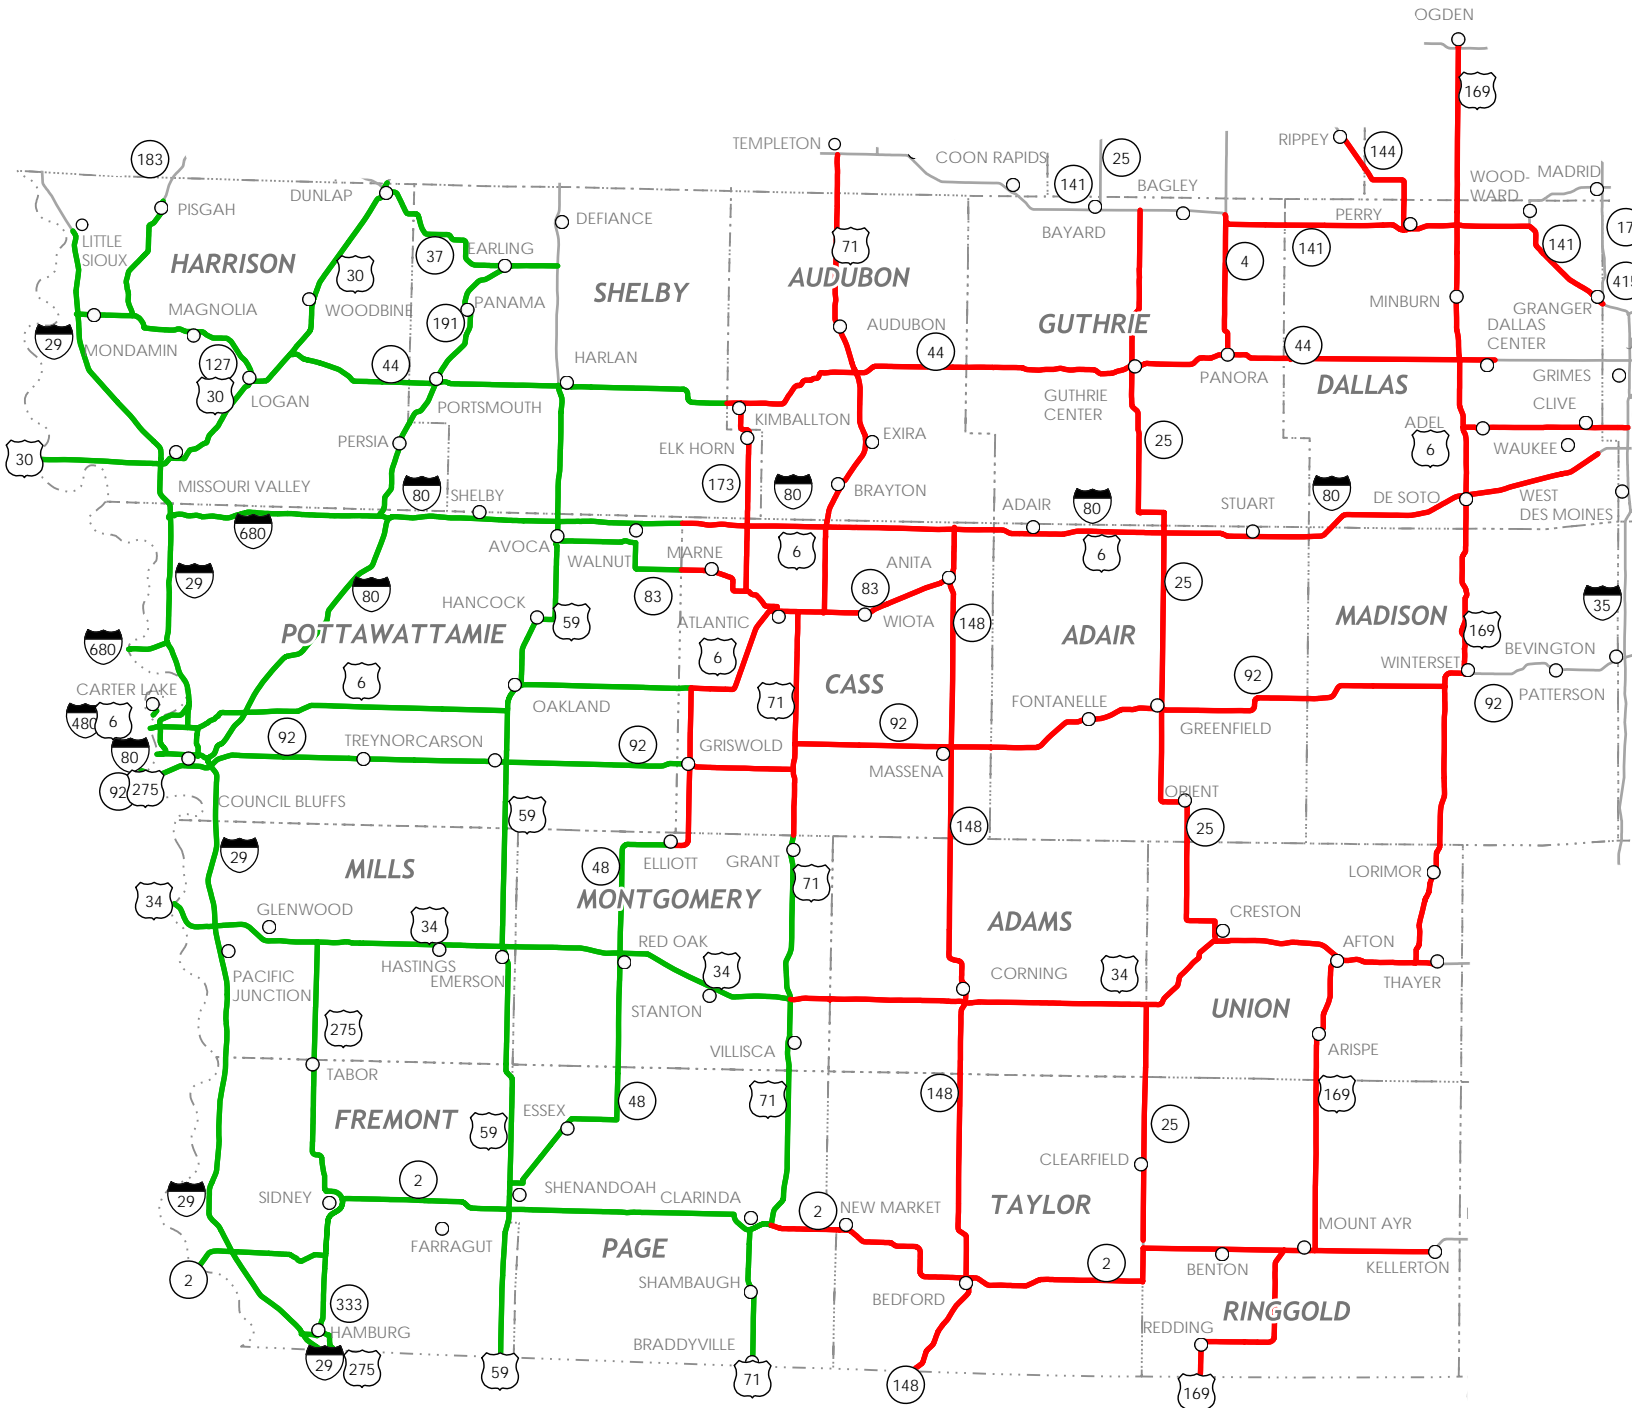 OGDEN
169
183
TEMPLETON
COON RAPIDS
25
RIPPEY
144
WOOD-
WARD
MADRID
141
BAGLEY
DUNLAP
PISGAH
DEFIANCE
PERRY
17
LITTLE
SIOUX
37
EARLING
71
BAYARD
141
141
HARRISON
30
SHELBY
AUDUBON
4
415
MAGNOLIA
WOODBINE
PANAMA
191
MINBURN
GRANGER
29
MONDAMIN
AUDUBON
GUTHRIE
DALLAS
CENTER
127
44
HARLAN
44
44
30
LOGAN
PORTSMOUTH
KIMBALLTON
GUTHRIE
CENTER
PANORA
DALLAS
GRIMES
CLIVE
PERSIA
ELK HORN
EXIRA
25
ADEL
6
WAUKEE
30
MISSOURI VALLEY
80
SHELBY
173
80
BRAYTON
ADAIR
80
STUART
80
DE SOTO
WEST
DES MOINES
680
AVOCA
WALNUT
MARNE
6
ANITA
6
29
80
HANCOCK
59
83
83
25
35
POTTAWATTAMIE
ATLANTIC
WIOTA
148
ADAIR
MADISON
169
BEVINGTON
680
6
6
WINTERSET
CARTER LAKE
CASS
FONTANELLE
92
PATTERSON
480
6
OAKLAND
71
92
GREENFIELD
92
80
92
TREYNOR
CARSON
92
GRISWOLD
MASSENA
92
275
COUNCIL BLUFFS
59
ORIENT
148
25
29
MILLS
48
ELLIOTT
GRANT
71
LORIMOR
MONTGOMERY
34
GLENWOOD
34
ADAMS
CRESTON
RED OAK
AFTON
HASTINGS
EMERSON
34
CORNING
34
PACIFIC
JUNCTION
STANTON
UNION
THAYER
275
VILLISCA
ARISPE
TABOR
71
148
169
FREMONT
59
ESSEX
48
25
2
CLEARFIELD
29
SIDNEY
SHENANDOAH
CLARINDA
2
NEW MARKET
TAYLOR
FARRAGUT
PAGE
MOUNT AYR
2
SHAMBAUGH
BEDFORD
2
BENTON
KELLERTON
333
HAMBURG
RINGGOLD
BRADDYVILLE
REDDING
29
275
59
71
148
169